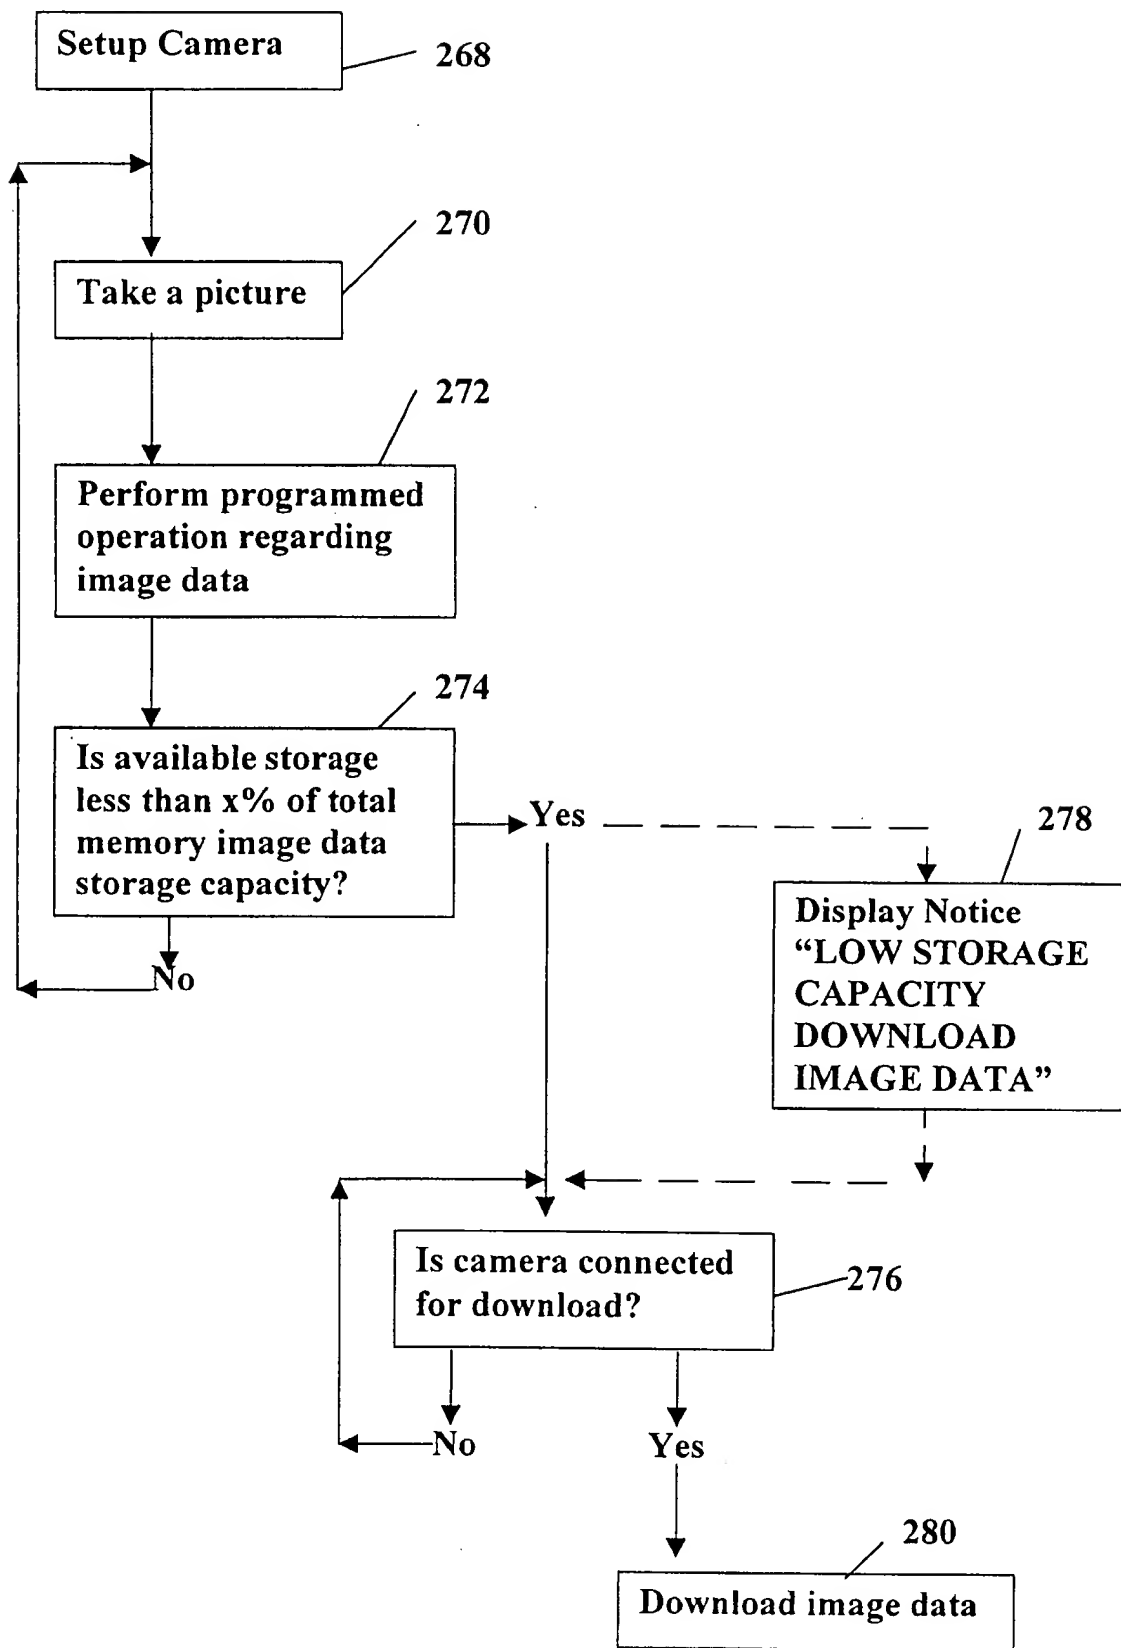 Setup Camera
268
270
Take a picture
272
Perform programmed
operation regarding
image data
274
Is available storage
less than x% of total
memory image data
storage capacity?
Yes
No
278
Display Notice
“LOW STORAGE
CAPACITY
DOWNLOAD
IMAGE DATA”
Is camera connected
for download?
276
No
Yes
280
Download image data